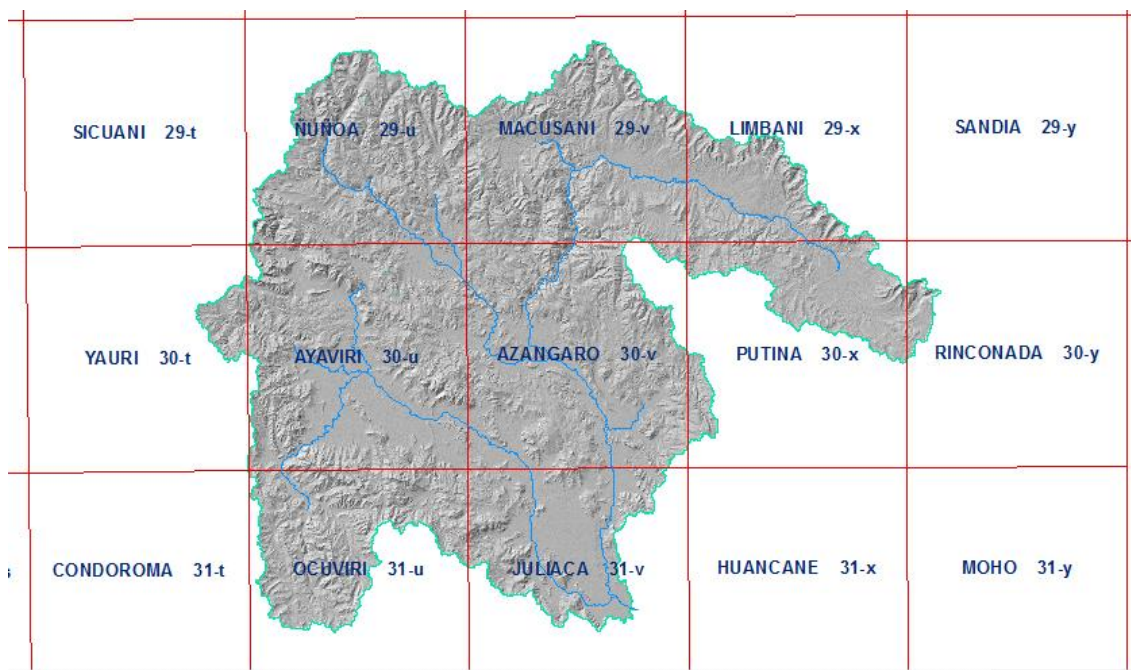 SICUANI 29-t
ÑUÑOA 29-u
MACUSANI 29-v
LIMBANI 29-x
SANDIA 29-y
YAURI 30-t
AYAVIRI 30-u
AZANGARO 30-v
PUTINA 30-x
RINCONADA 30-y
CONDOROMA 31-t
OCUVIRI 31-u
JULIACA 31-v
HUANCANE 31-x
MOHO 31-y